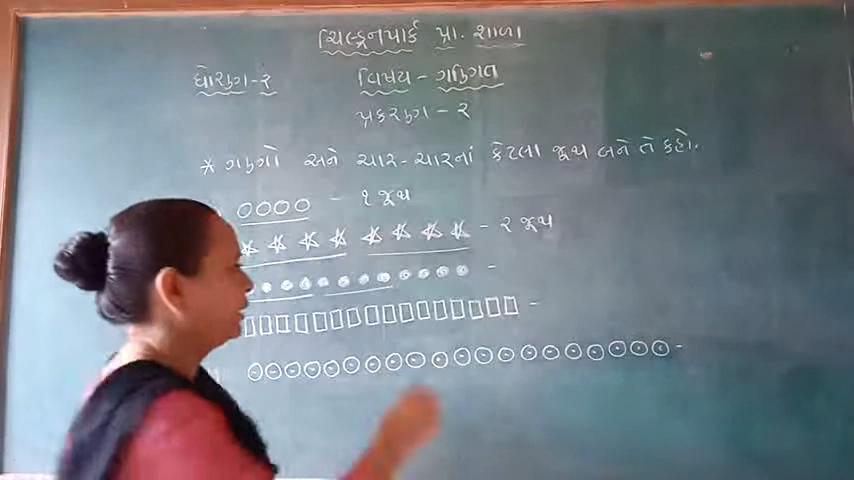 ચિલ્ડ્રનપાર્ક પ્રા. શાળા
ધોરણ-૨ વિષય - ગણિત
પ્રકરણ - ૨
* ગણો અને ચાર-ચારનાં કેટલા જૂથ બને તે કહો.
- ૧ જૂથ
- ૨ જૂથ
-
-
-